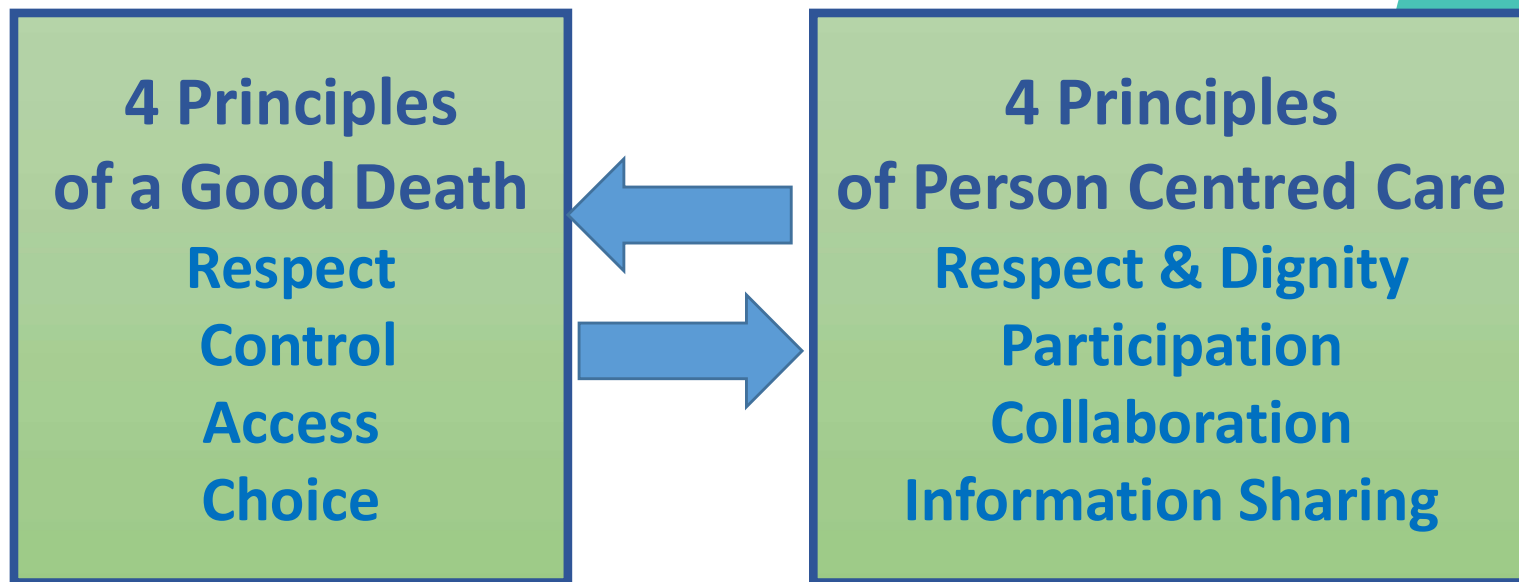 4 Principles
of a Good Death
Respect
Control
Access
Choice
4 Principles
of Person Centred Care
Respect & Dignity
Participation
Collaboration
Information Sharing